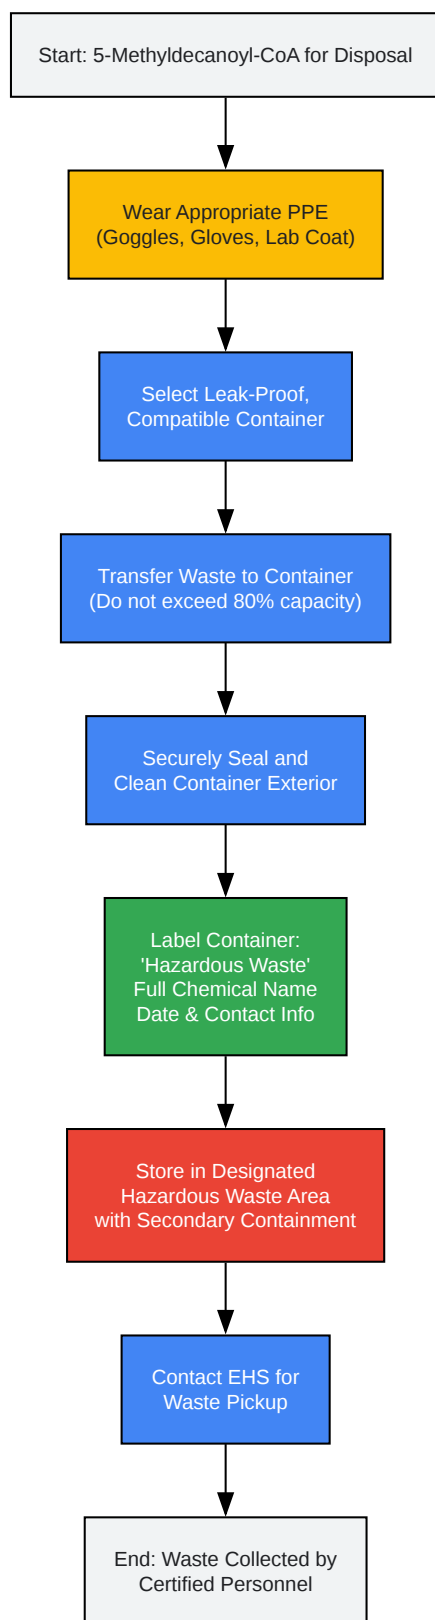 Start: 5-Methyldecanoyl-CoA for Disposal
Wear Appropriate PPE
(Goggles, Gloves, Lab Coat)
Select Leak-Proof,
Compatible Container
Transfer Waste to Container
(Do not exceed 80% capacity)
Securely Seal and
Clean Container Exterior
Label Container:
'Hazardous Waste'
Full Chemical Name
Date & Contact Info
Store in Designated
Hazardous Waste Area
with Secondary Containment
Contact EHS for
Waste Pickup
End: Waste Collected by
Certified Personnel